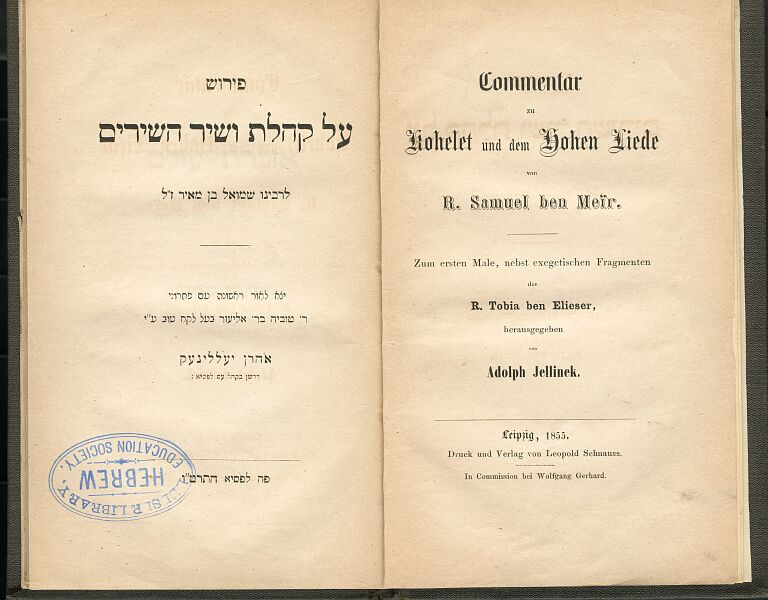 פירוש
על קהלת ושיר השירים
לרבינו שמואל בן מאיר ז"ל
יצא לאור ראשונה עם פתרוני
ר' טוביה בר' אליעזר בעל לקח טוב ע"י
אהרן יעללינעק
דרשן בקהל עם לפסיא :
פה לפסיא התרט"ו
LIBRARY,
HEBREW
EDUCATION SOCIETY.
Commentar
zu
Kohelet und dem Hohen Liede
von
R. Samuel ben Meïr.
Zum ersten Male, nebst exegetischen Fragmenten
des
R. Tobia ben Elieser,
herausgegeben
von
Adolph Jellinek.
Leipzig, 1855.
Druck und Verlag von Leopold Schnauss.
In Commission bei Wolfgang Gerhard.